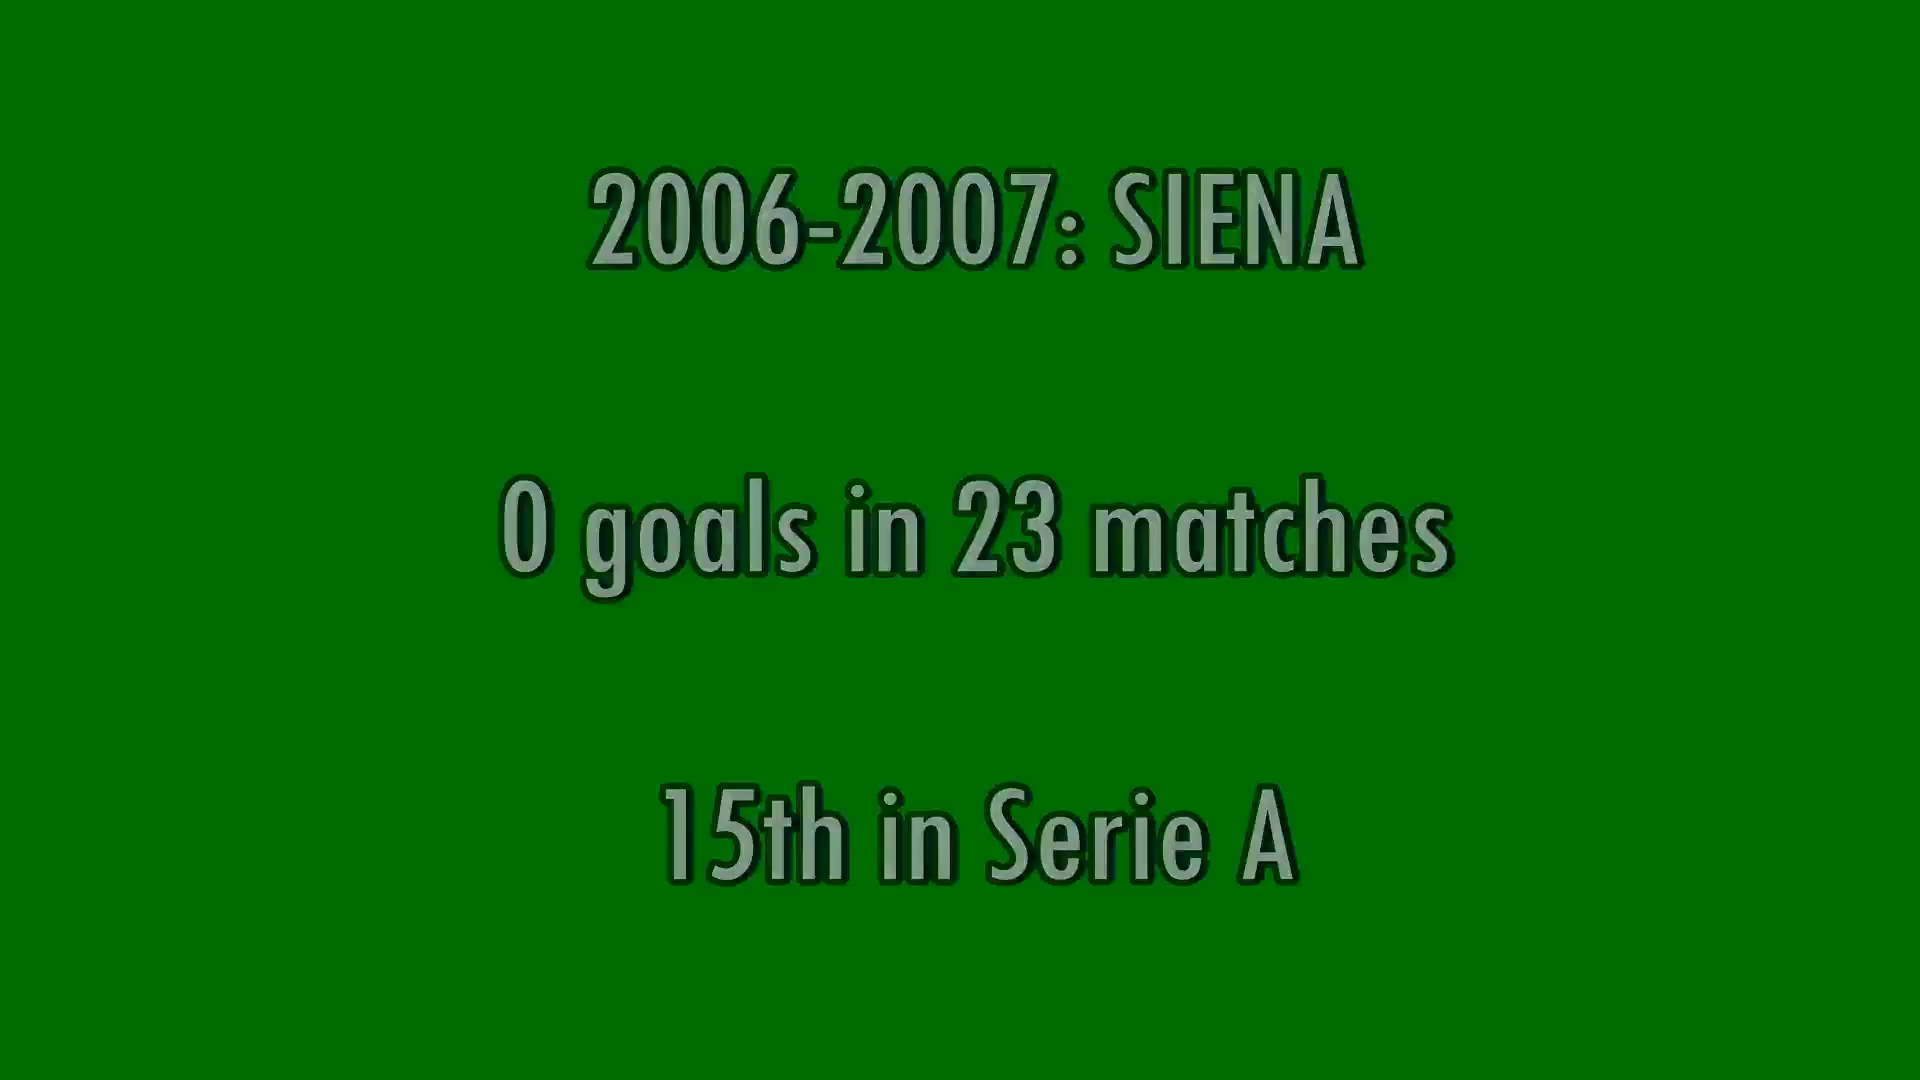 2006-2007: SIENA
0 goals in 23 matches
15th in Serie A